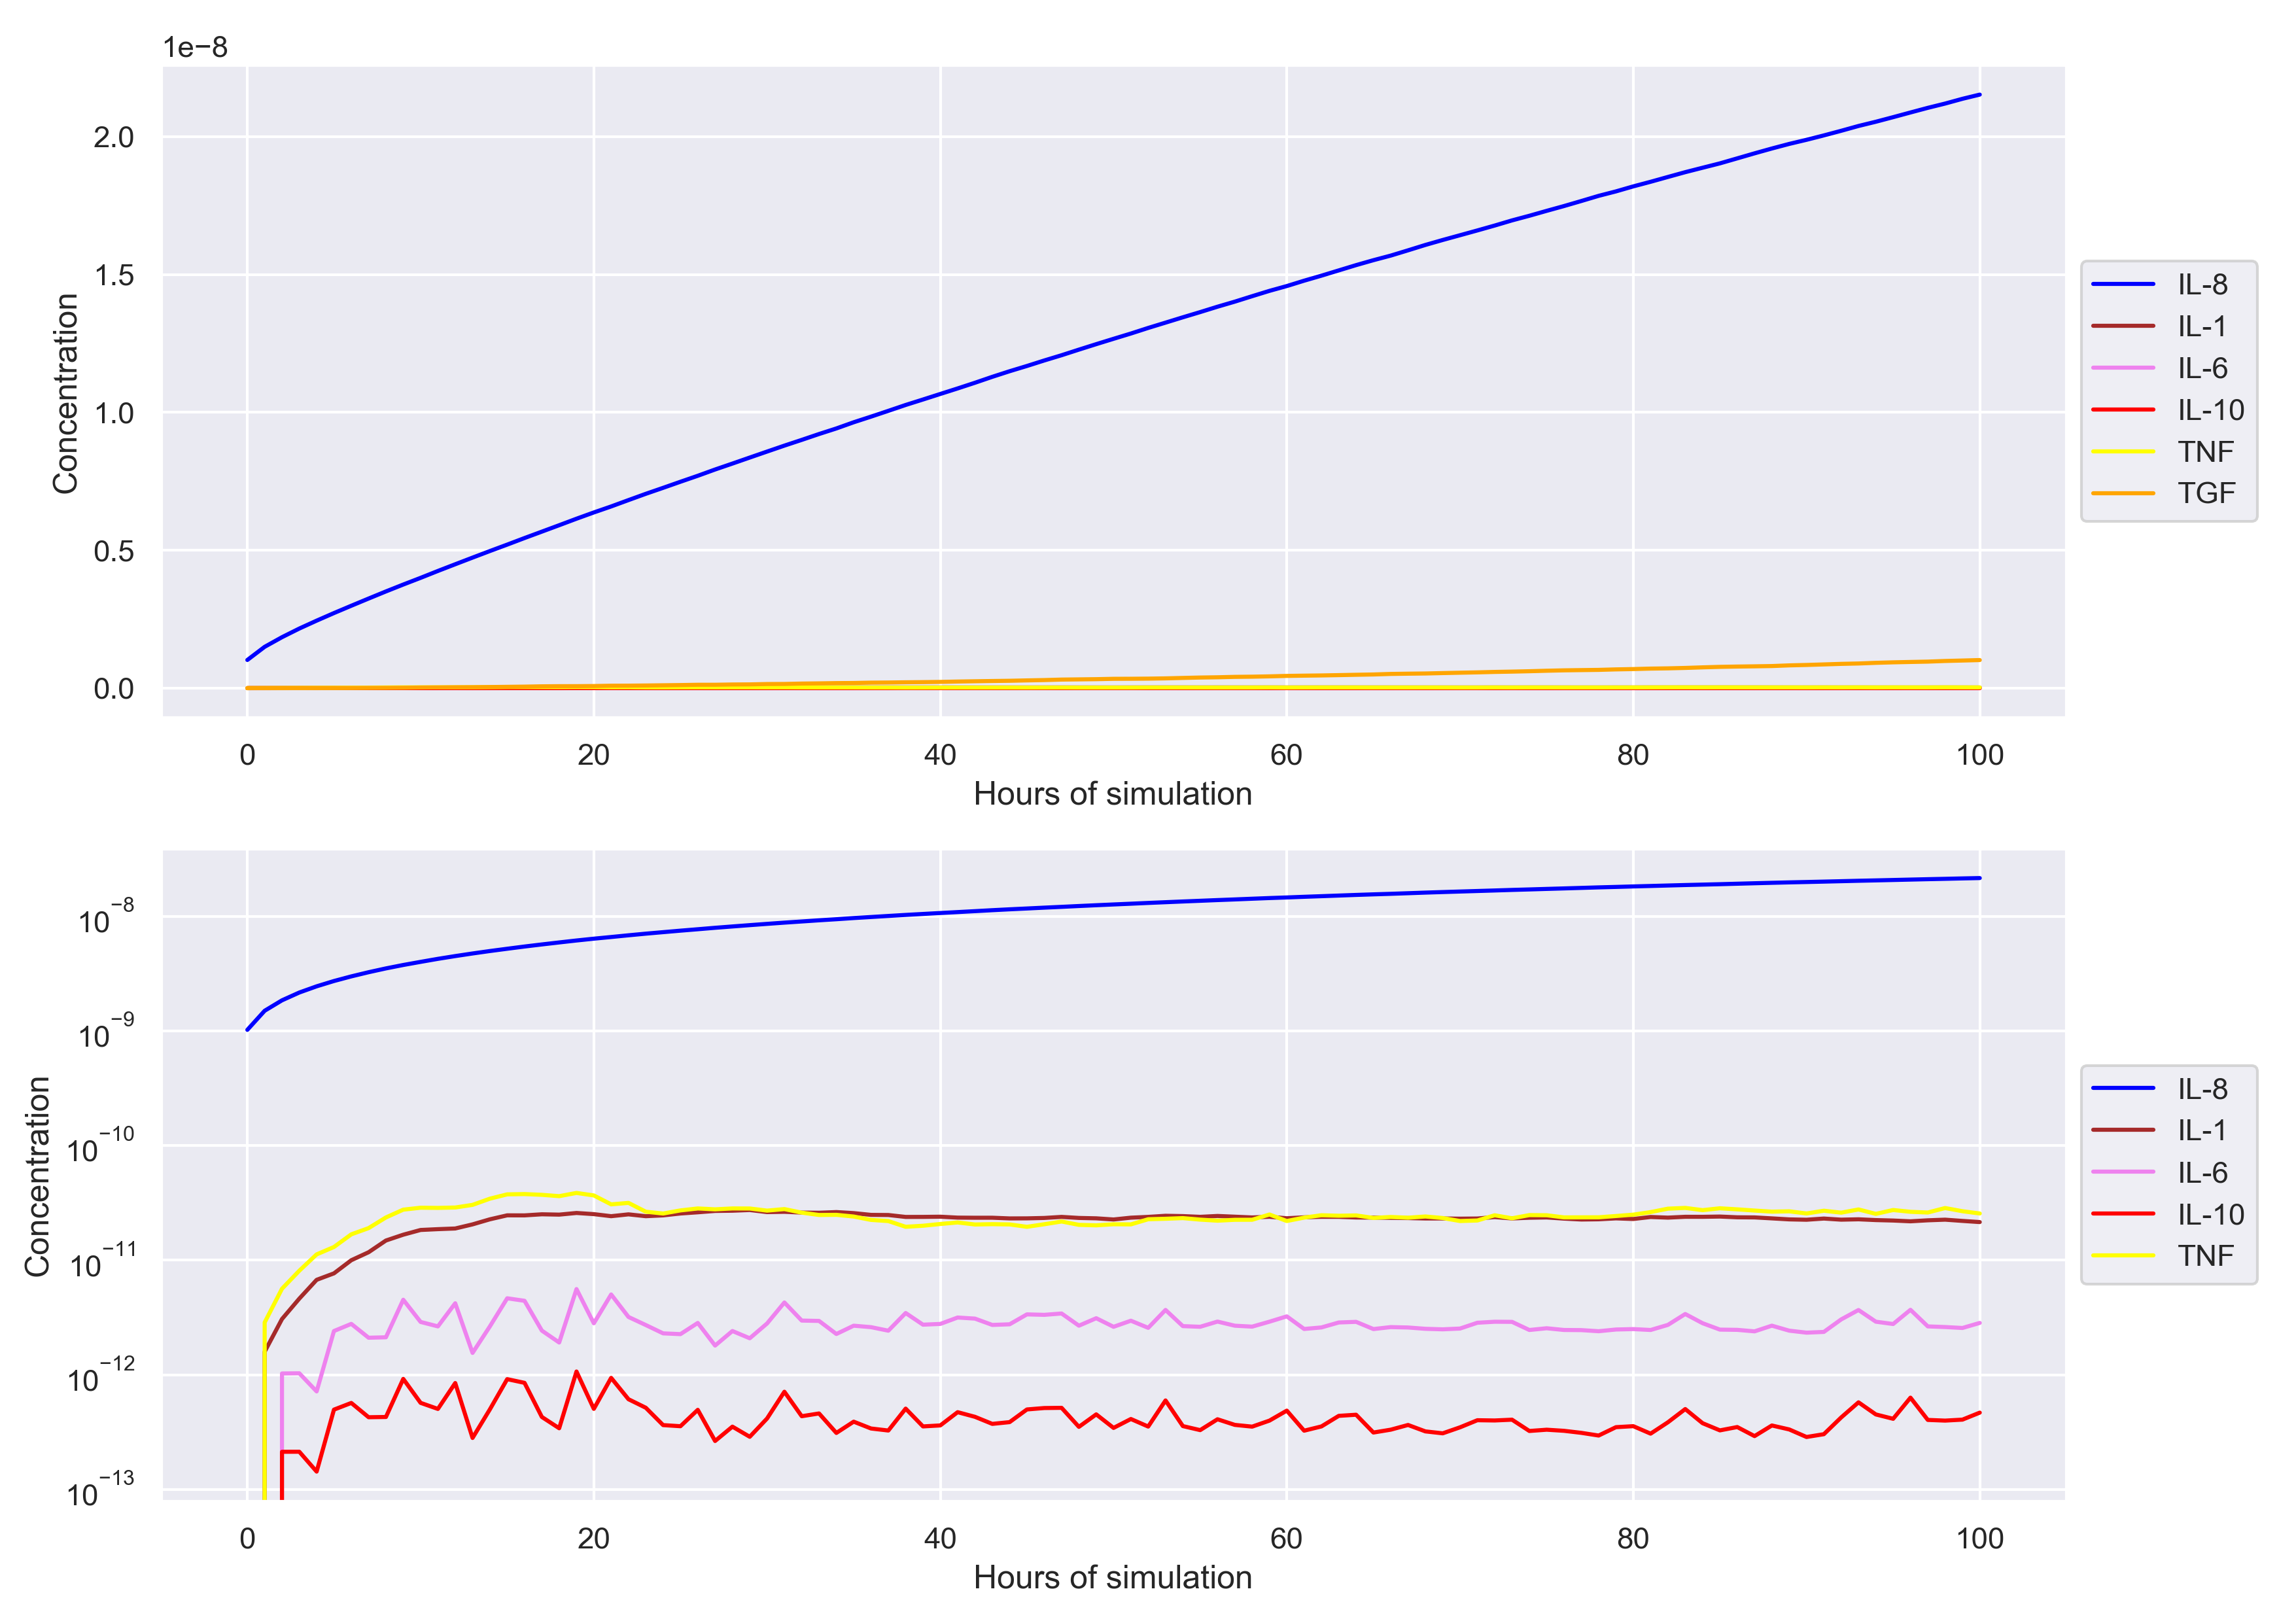 1e−8
2.0
1.5
1.0
0.5
0.0
Concentration
0 20 40 60 80 100
Hours of simulation
IL-8
IL-1
IL-6
IL-10
TNF
TGF
10−8
10−9
10−10
10−11
10−12
10−13
Concentration
0 20 40 60 80 100
Hours of simulation
IL-8
IL-1
IL-6
IL-10
TNF